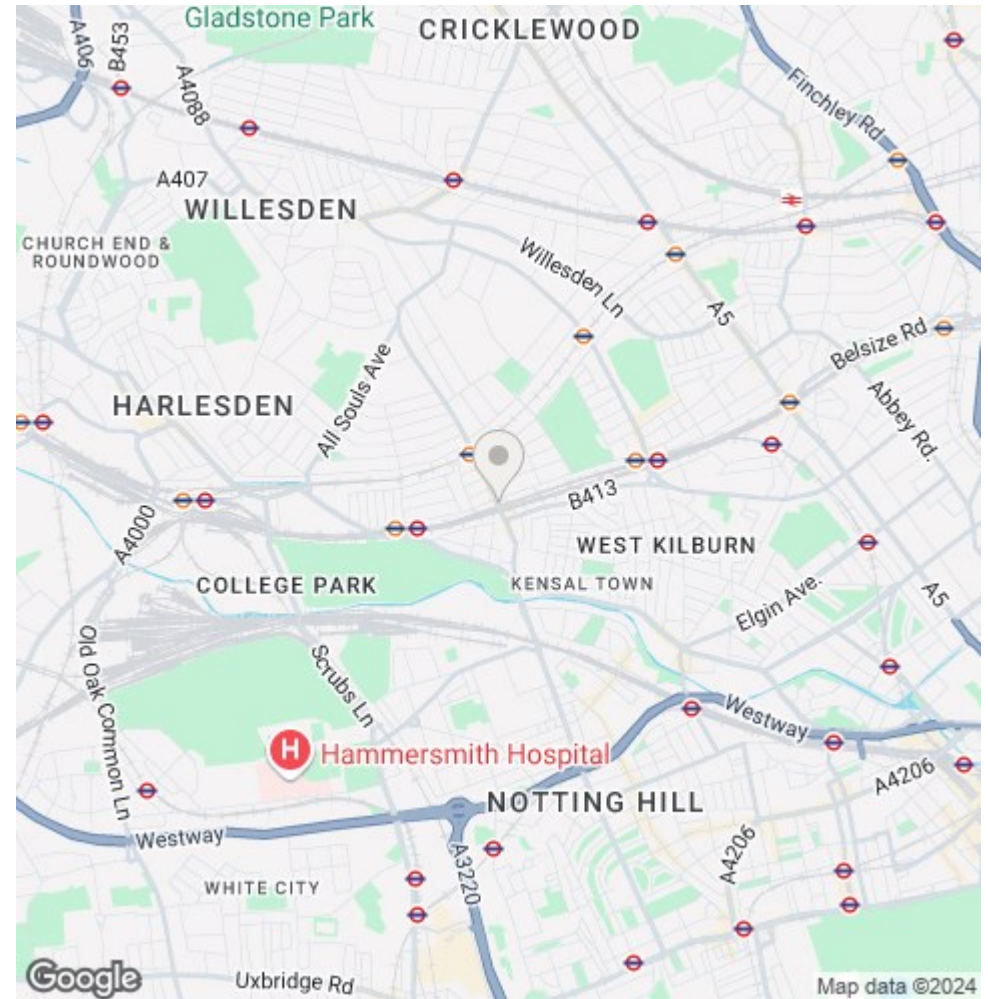 Gladstone Park
CRICKLEWOOD
A406
B453
A4088
Finchley Rd
A407
WILLESDEN
CHURCH END &
ROUNDWOOD
Willesden Ln
A5
Belsize Rd
HARLESDEN
All Souls Ave
Abbey Rd.
B413
A4000
WEST KILBURN
COLLEGE PARK
KENSAL TOWN
Elgin Ave.
A5
Old Oak Common Ln
Scrubs Ln
Westway
H
Hammersmith Hospital
NOTTING HILL
A4206
Westway
A3220
A4206
WHITE CITY
Uxbridge Rd
Google
Map data ©2024